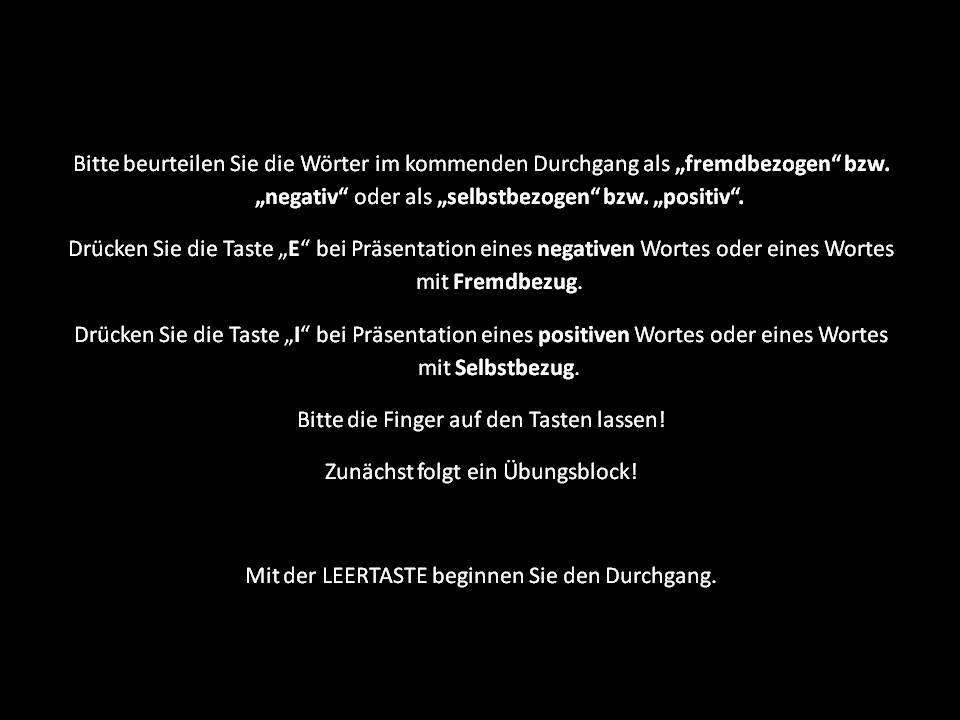 Bitte beurteilen Sie die Wörter im kommenden Durchgang als „fremdbezogen“ bzw.
„negativ“ oder als „selbstbezogen“ bzw. „positiv“.
Drücken Sie die Taste „E“ bei Präsentation eines negativen Wortes oder eines Wortes
mit Fremdbezug.
Drücken Sie die Taste „I“ bei Präsentation eines positiven Wortes oder eines Wortes
mit Selbstbezug.
Bitte die Finger auf den Tasten lassen!
Zunächst folgt ein Übungsblock!
Mit der LEERTASTE beginnen Sie den Durchgang.